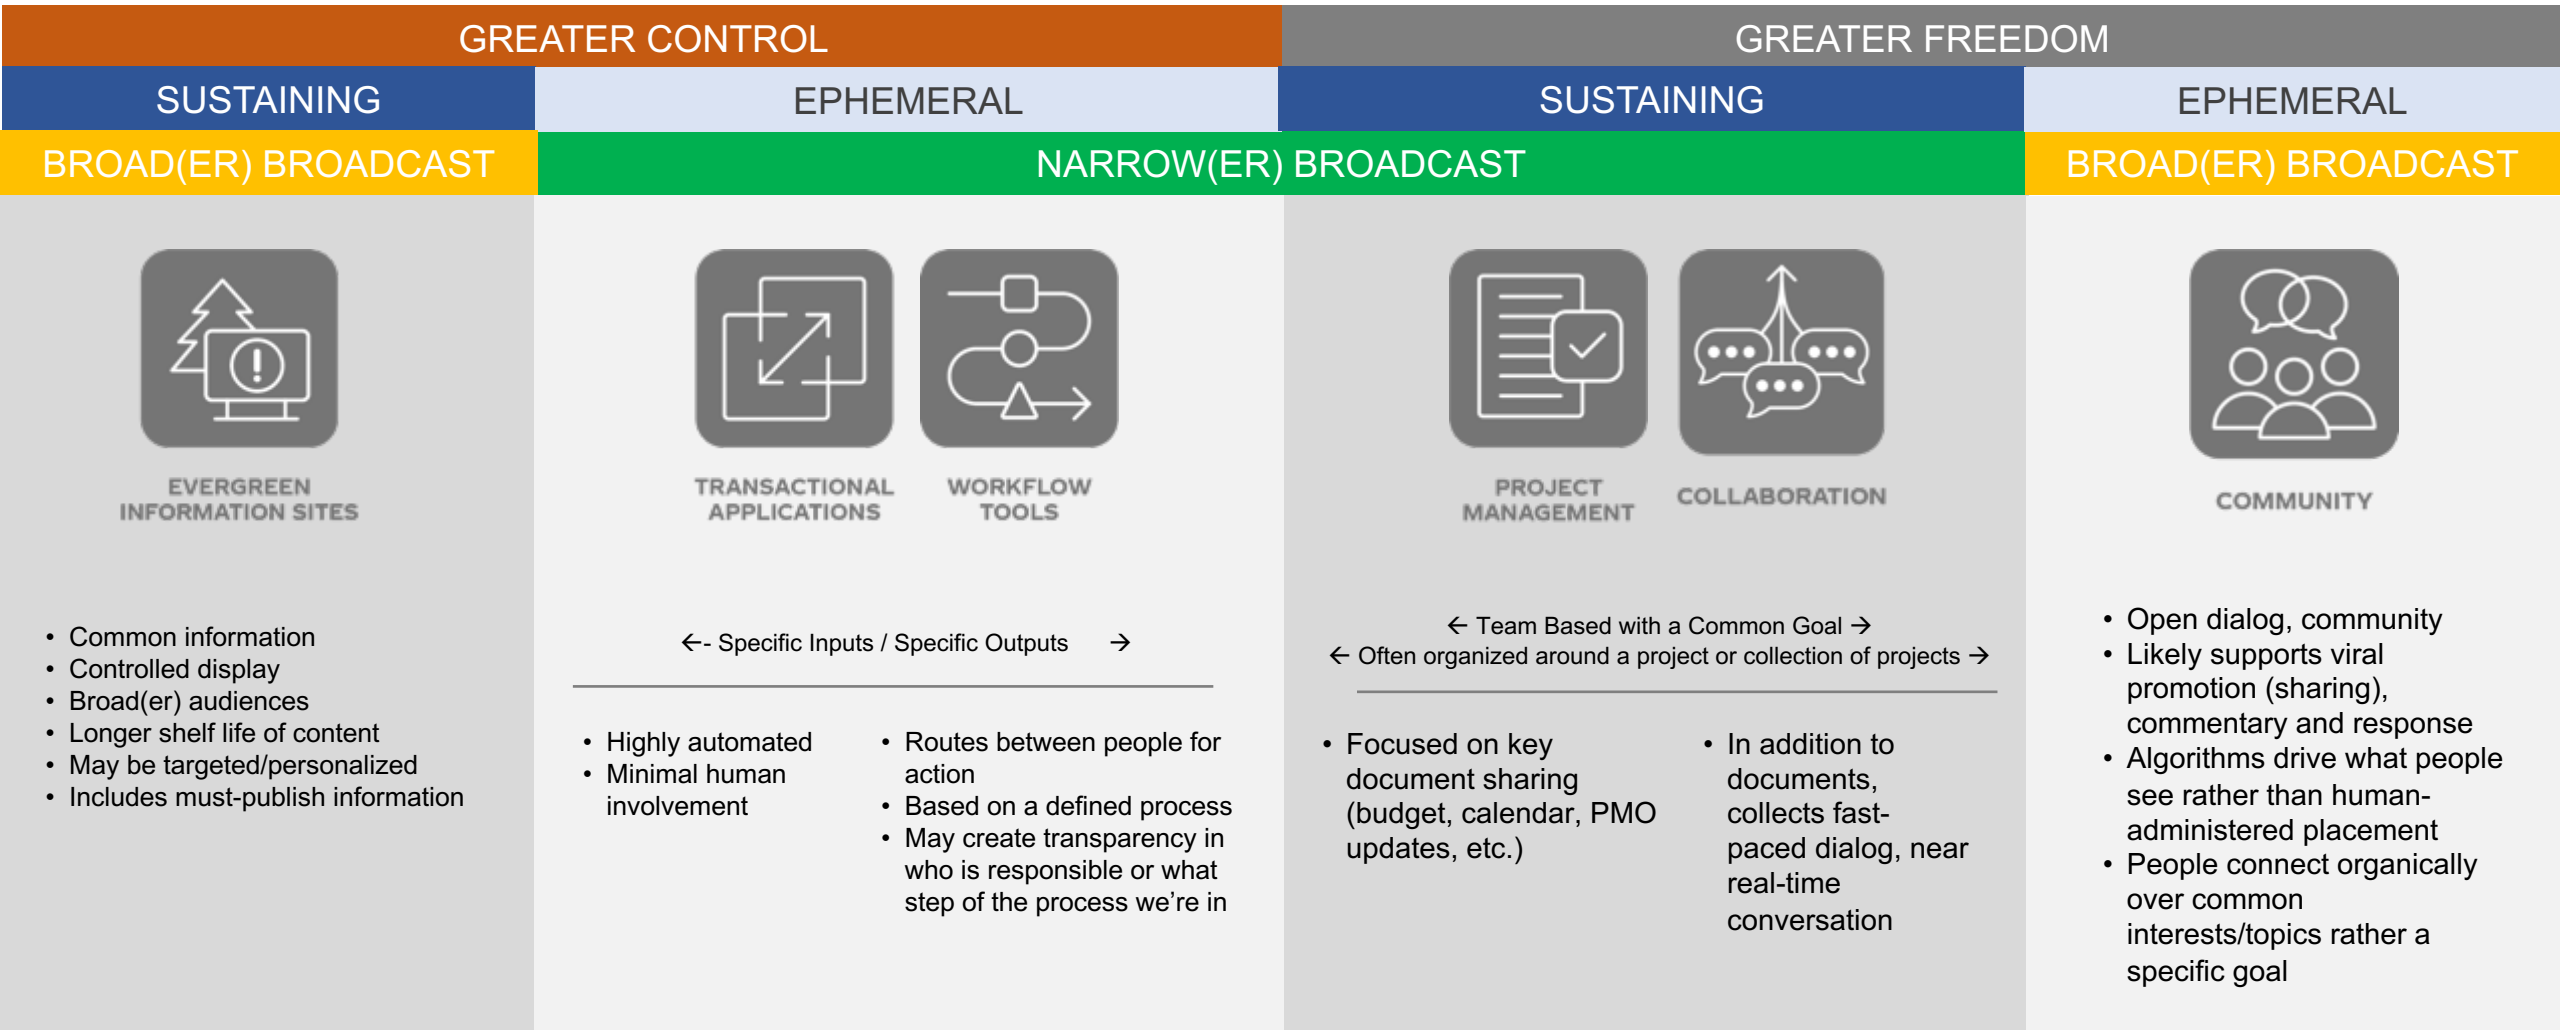 GREATER CONTROL
GREATER FREEDOM
SUSTAINING
EPHEMERAL
SUSTAINING
EPHEMERAL
BROAD(ER) BROADCAST
NARROW(ER) BROADCAST
BROAD(ER) BROADCAST
EVERGREEN
INFORMATION SITES
• Common information
• Controlled display
• Broad(er) audiences
• Longer shelf life of content
• May be targeted/personalized
• Includes must-publish information
TRANSACTIONAL
APPLICATIONS
WORKFLOW
TOOLS
←- Specific Inputs / Specific Outputs →
• Highly automated
• Minimal human
involvement
• Routes between people for
action
• Based on a defined process
• May create transparency in
who is responsible or what
step of the process we’re in
PROJECT
MANAGEMENT
COLLABORATION
← Team Based with a Common Goal →
← Often organized around a project or collection of projects →
• Focused on key
document sharing
(budget, calendar, PMO
updates, etc.)
• In addition to
documents,
collects fast-
paced dialog, near
real-time
conversation
COMMUNITY
• Open dialog, community
• Likely supports viral
promotion (sharing),
commentary and response
• Algorithms drive what people
see rather than human-
administered placement
• People connect organically
over common
interests/topics rather a
specific goal